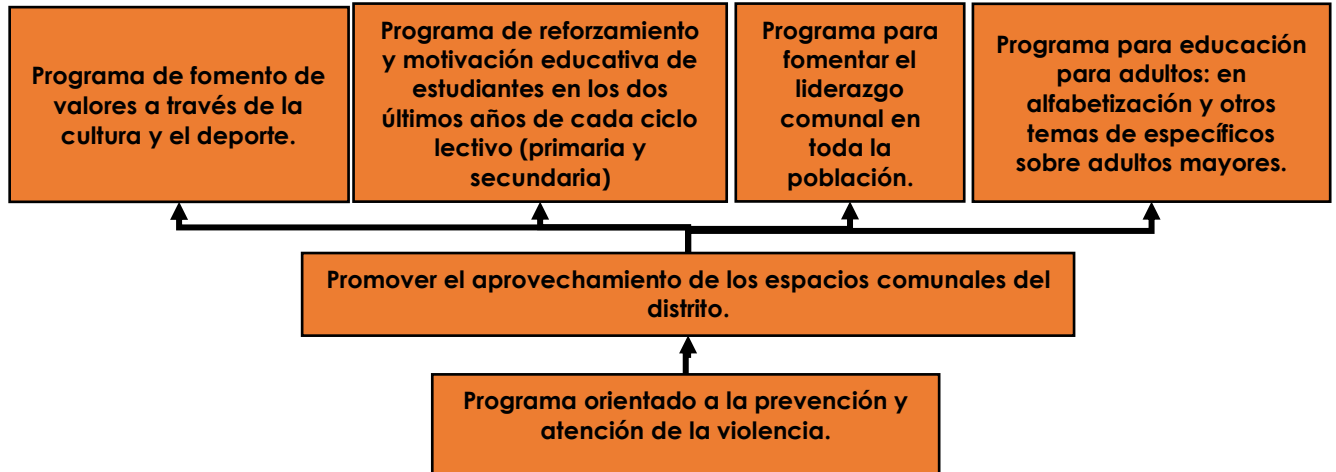 Programa de fomento de
valores a través de la
cultura y el deporte.
Programa de reforzamiento
y motivación educativa de
estudiantes en los dos
últimos años de cada ciclo
lectivo (primaria y
secundaria)
Programa para
fomentar el
liderazgo
comunal en
toda la
población.
Programa para educación
para adultos: en
alfabetización y otros
temas de específicos
sobre adultos mayores.
Promover el aprovechamiento de los espacios comunales del
distrito.
Programa orientado a la prevención y
atención de la violencia.